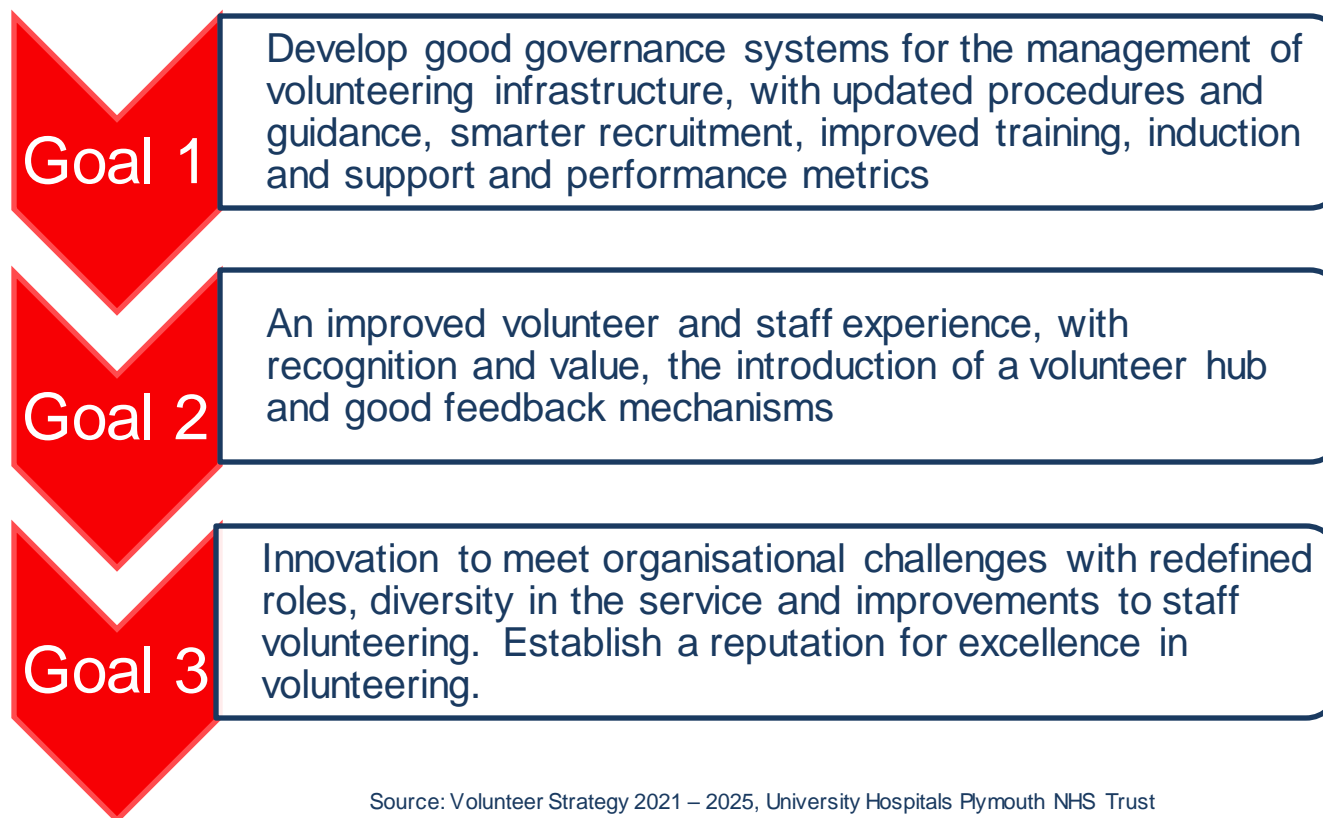 Goal 1
Develop good governance systems for the management of
volunteering infrastructure, with updated procedures and
guidance, smarter recruitment, improved training, induction
and support and performance metrics
Goal 2
An improved volunteer and staff experience, with
recognition and value, the introduction of a volunteer hub
and good feedback mechanisms
Goal 3
Innovation to meet organisational challenges with redefined
roles, diversity in the service and improvements to staff
volunteering.  Establish a reputation for excellence in
volunteering.
Source: Volunteer Strategy 2021 – 2025, University Hospitals Plymouth NHS Trust